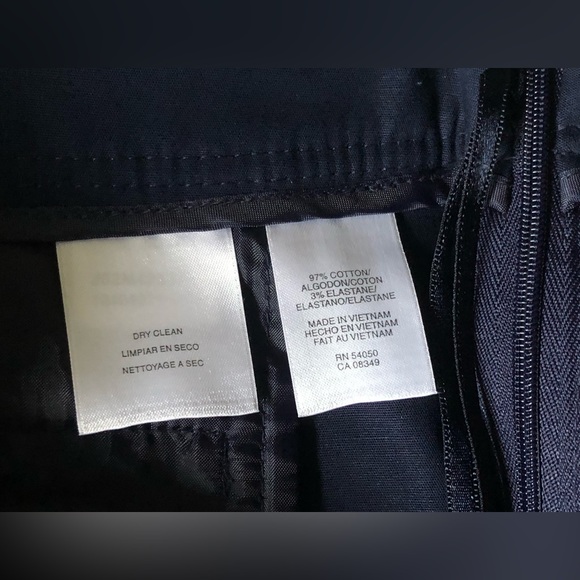 DRY CLEAN
LIMPIAR EN SECO
NETTOYAGE A SEC
97% COTTON/
ALGODON/COTON
3% ELASTANE/
ELASTANO/ELASTANE
MADE IN VIETNAM
HECHO EN VIETNAM
FAIT AU VIETNAM
RN 54050
CA 08349